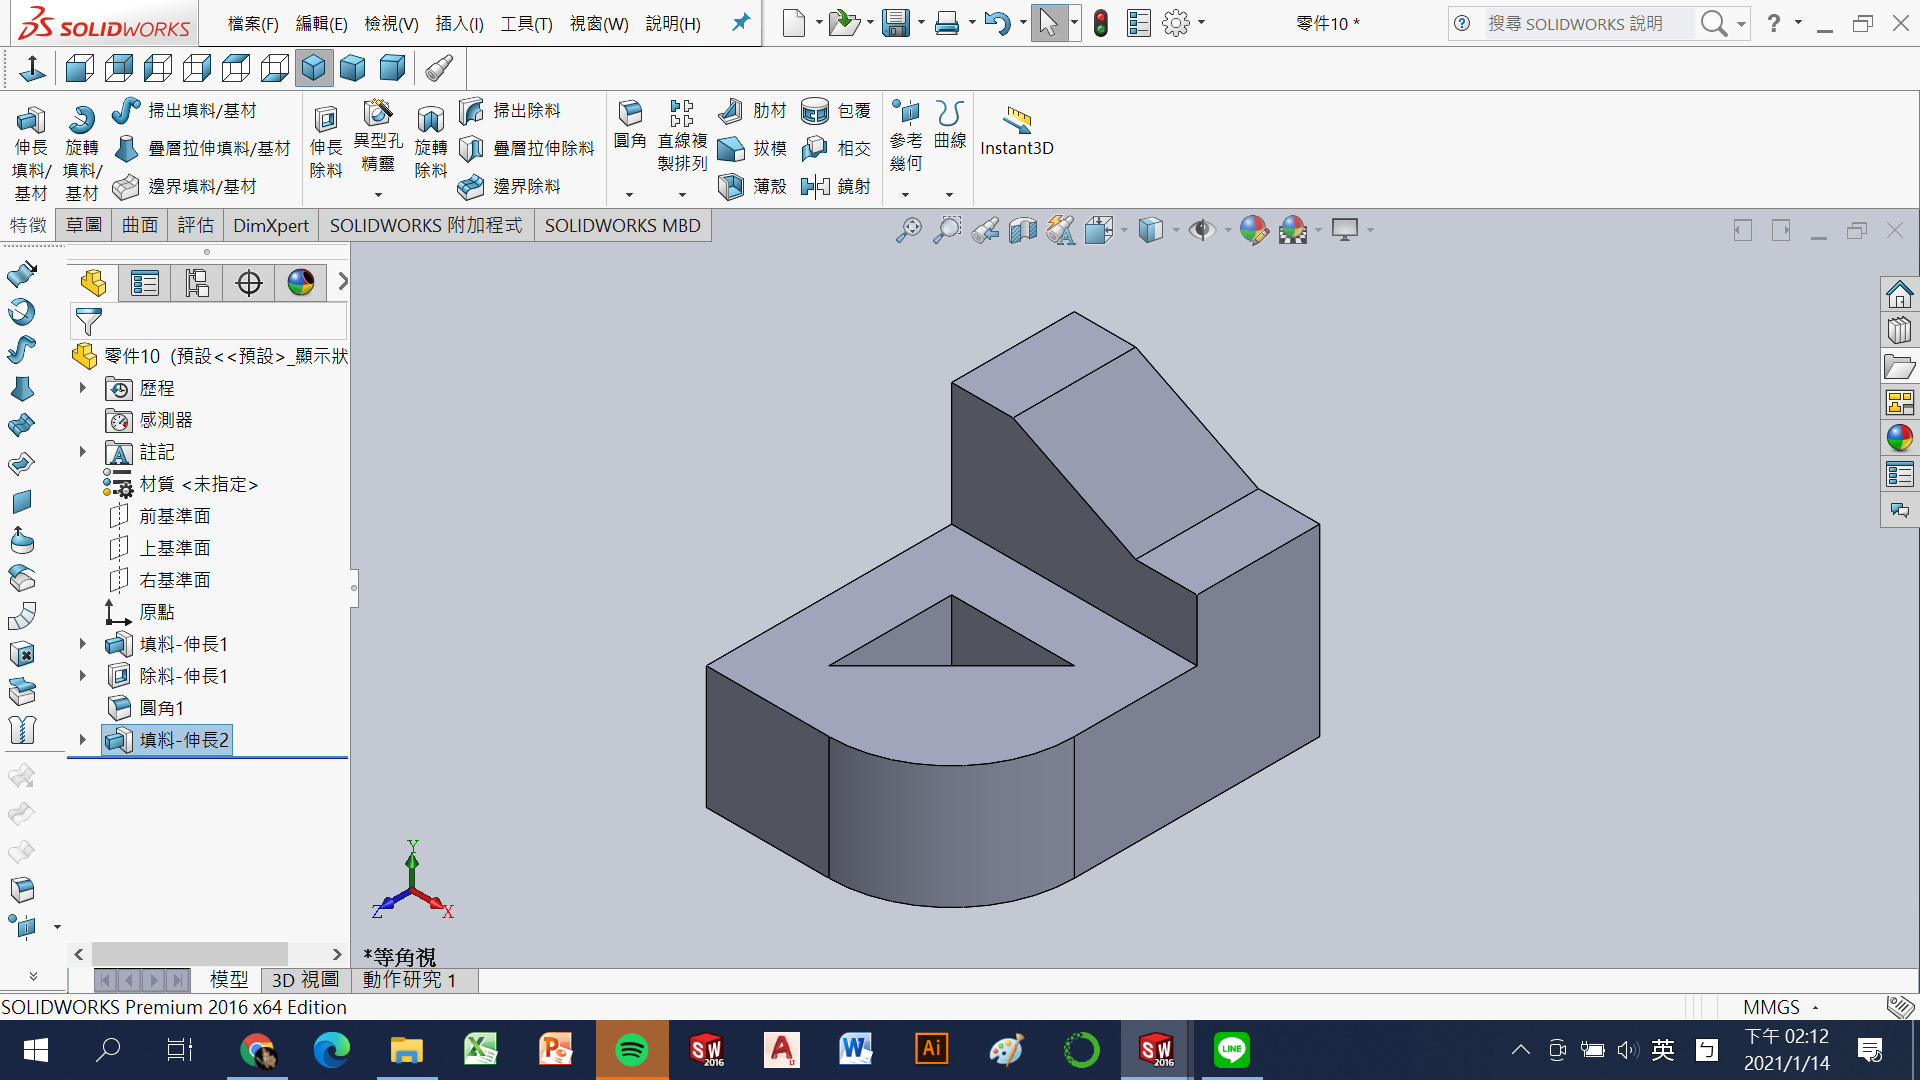 SOLIDWORKS
檔案(F) 編輯(E) 檢視(V) 插入(I) 工具(T) 視窗(W) 說明(H)
零件10 *
搜尋 SOLIDWORKS 說明
伸長填料/基材
旋轉填料/基材
掃出填料/基材
疊層拉伸填料/基材
邊界填料/基材
伸長除料
異型孔精靈
旋轉除料
掃出除料
疊層拉伸除料
邊界除料
圓角
直線複製排列
肋材
拔模
薄殼
包覆
相交
鏡射
參考幾何
曲線
Instant3D
特徵 草圖 曲面 評估 DimXpert SOLIDWORKS 附加程式 SOLIDWORKS MBD
零件10 (預設<<預設>_顯示狀
歷程
感測器
註記
材質 <未指定>
前基準面
上基準面
右基準面
原點
填料-伸長1
除料-伸長1
圓角1
填料-伸長2
Y
Z
X
*等角視
模型 3D 視圖 動作研究 1
SOLIDWORKS Premium 2016 x64 Edition
MMGS
英
ㄅ
下午 02:12
2021/1/14